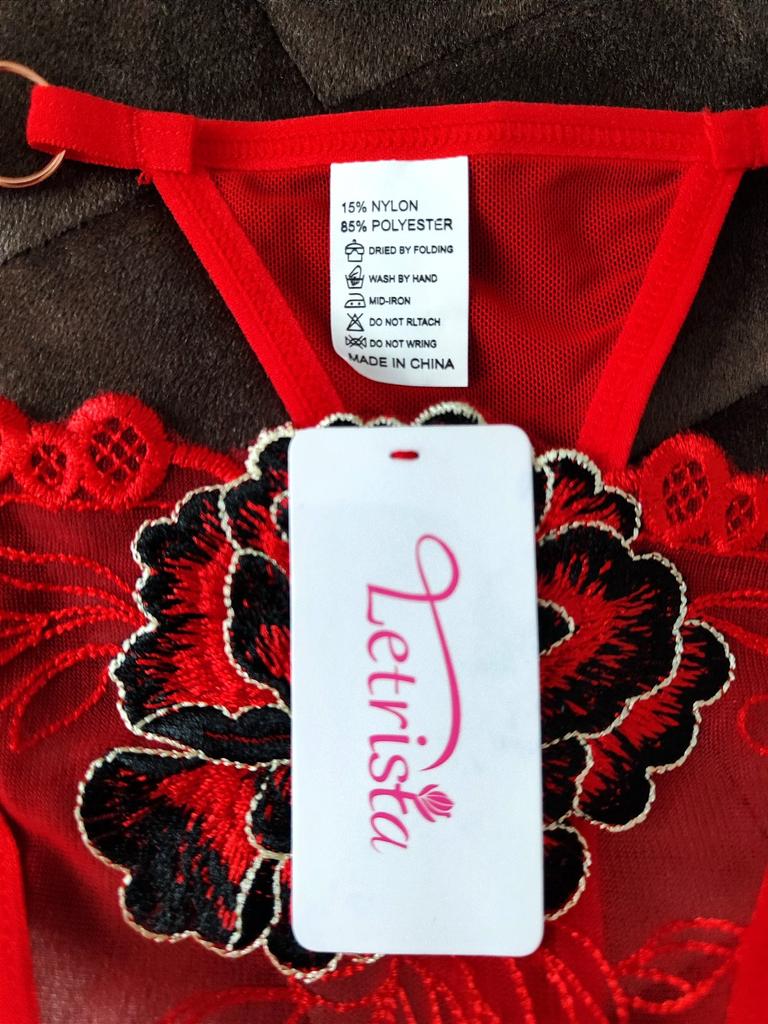 15% NYLON
85% POLYESTER
DRIED BY FOLDING
WASH BY HAND
MID-IRON
DO NOT RLTACH
DO NOT WRING
MADE IN CHINA
Letrista